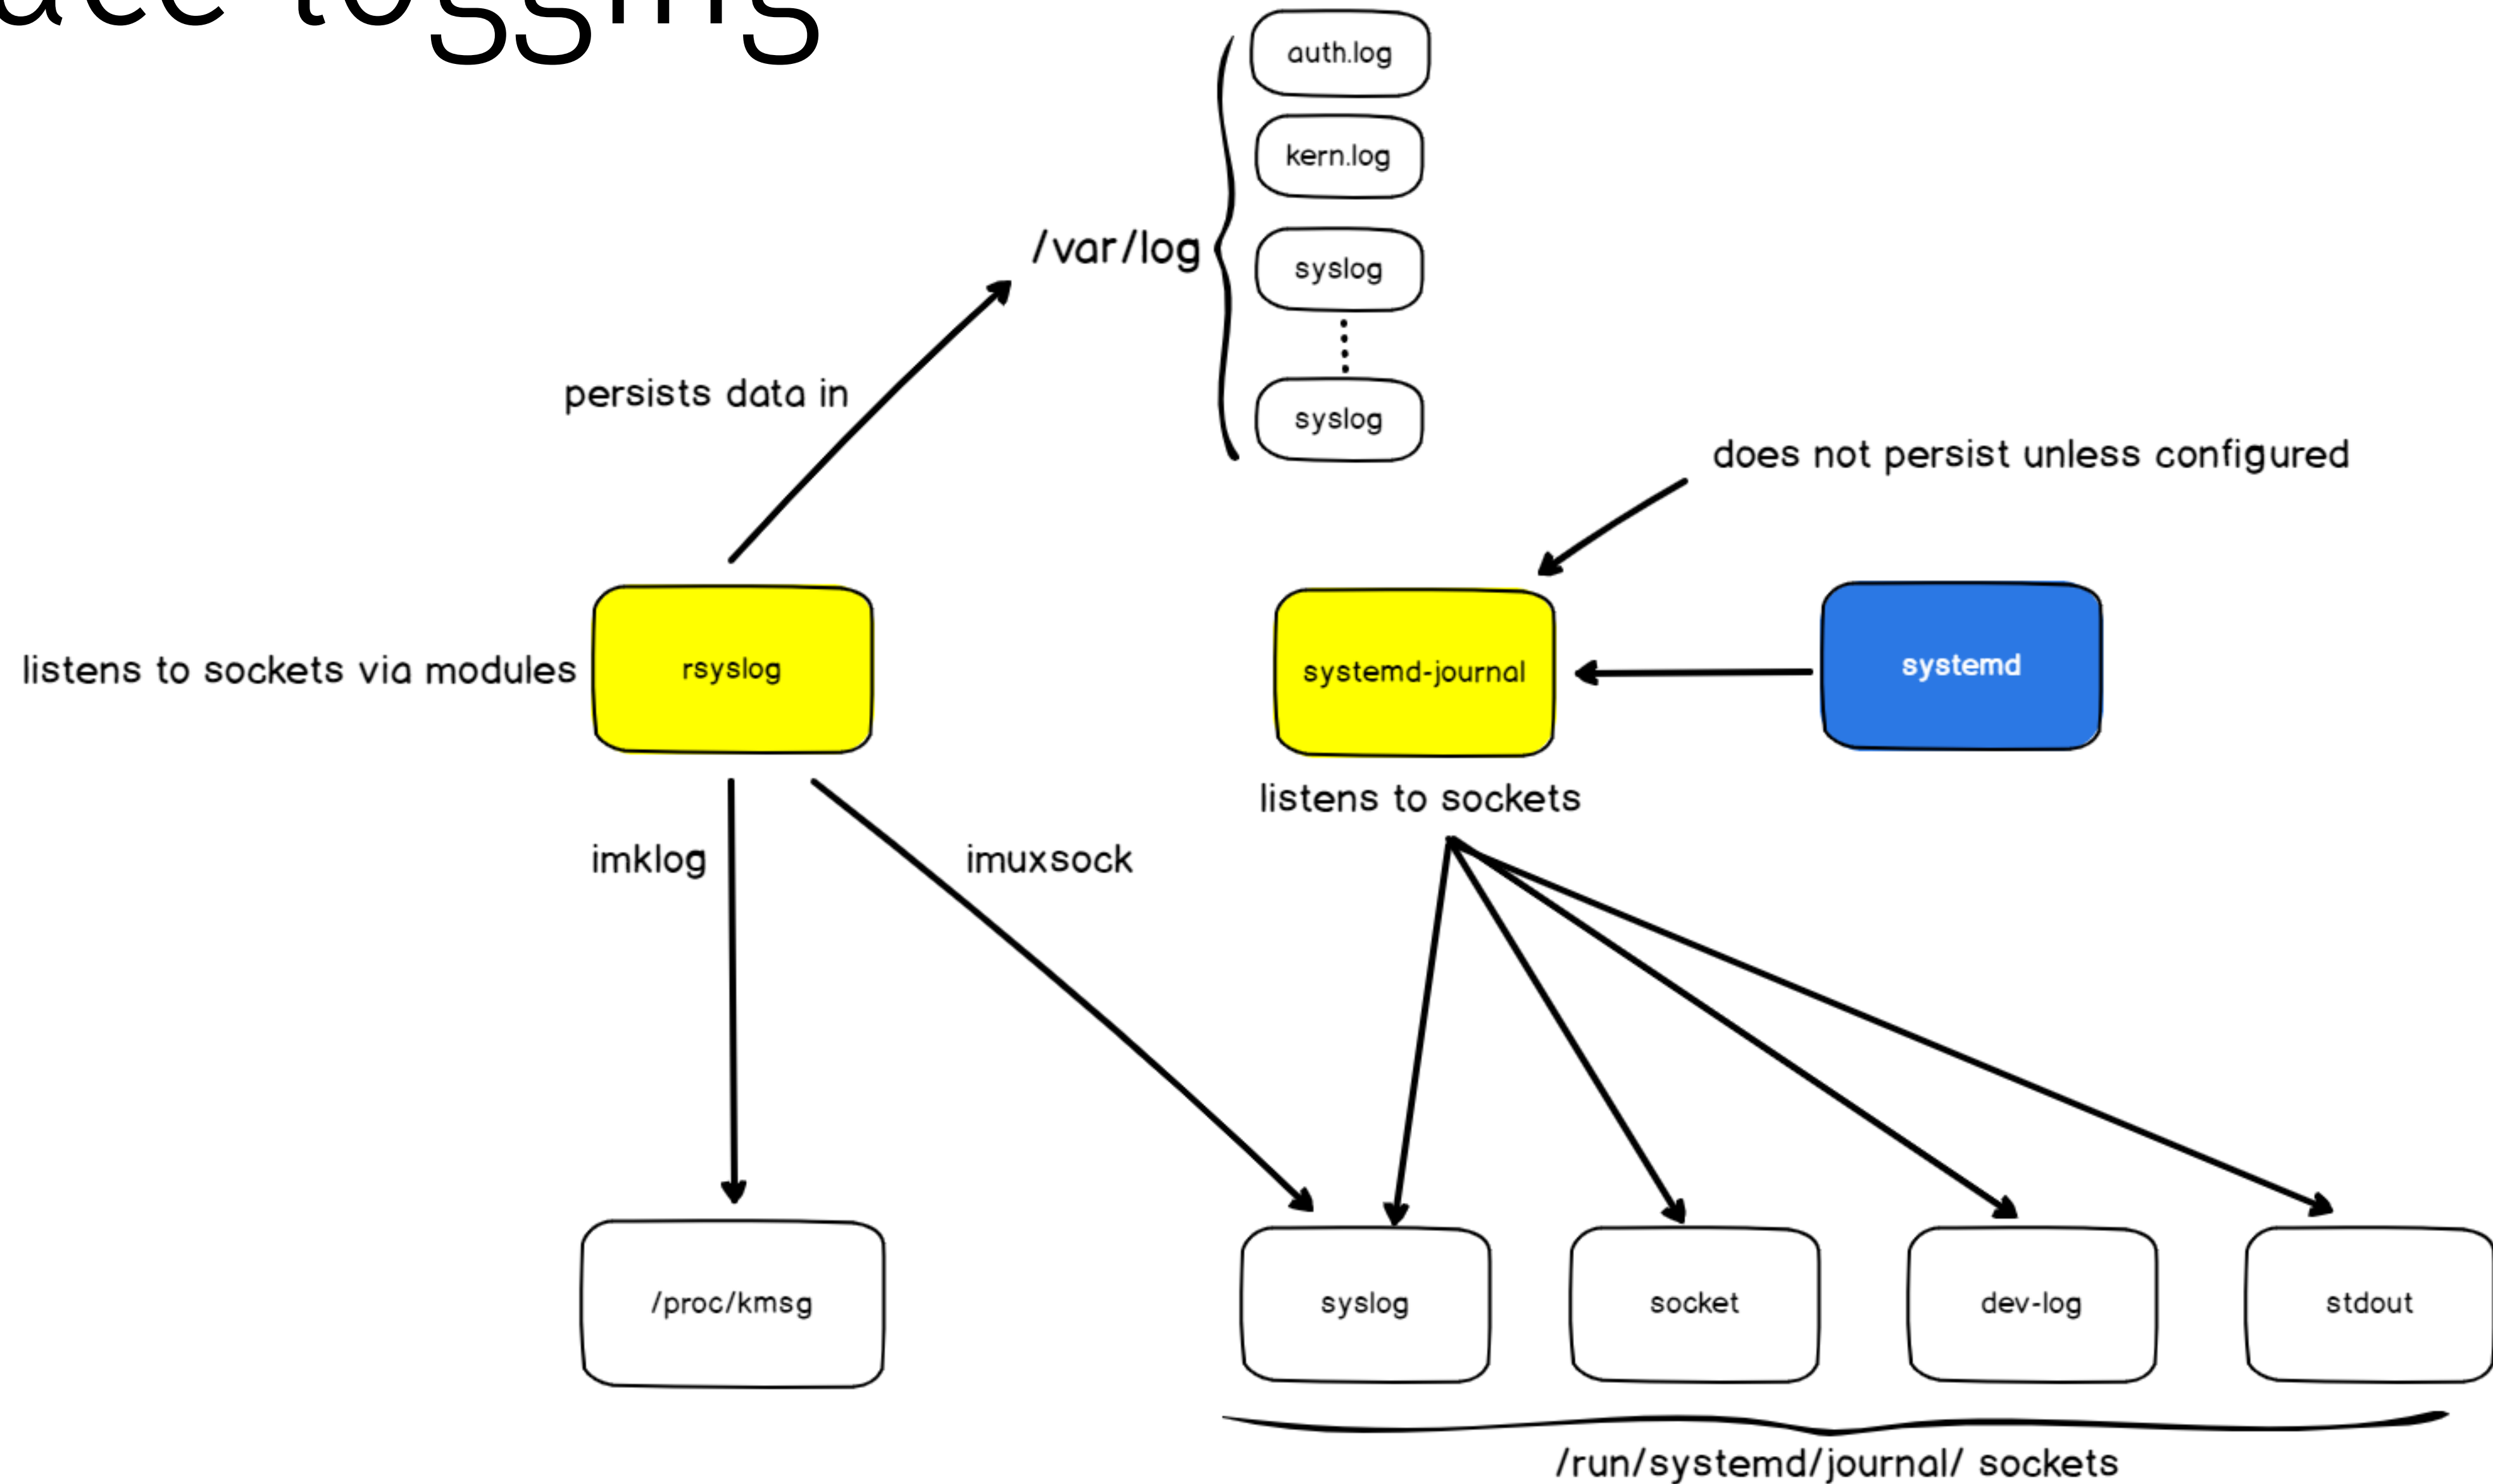 logging
auth.log
kern.log
/var/log
syslog
syslog
persists data in
does not persist unless configured
listens to sockets via modules
rsyslog
systemd-journal
systemd
listens to sockets
imklog
imuxsock
/proc/kmsg
syslog
socket
dev-log
stdout
/run/systemd/journal/ sockets